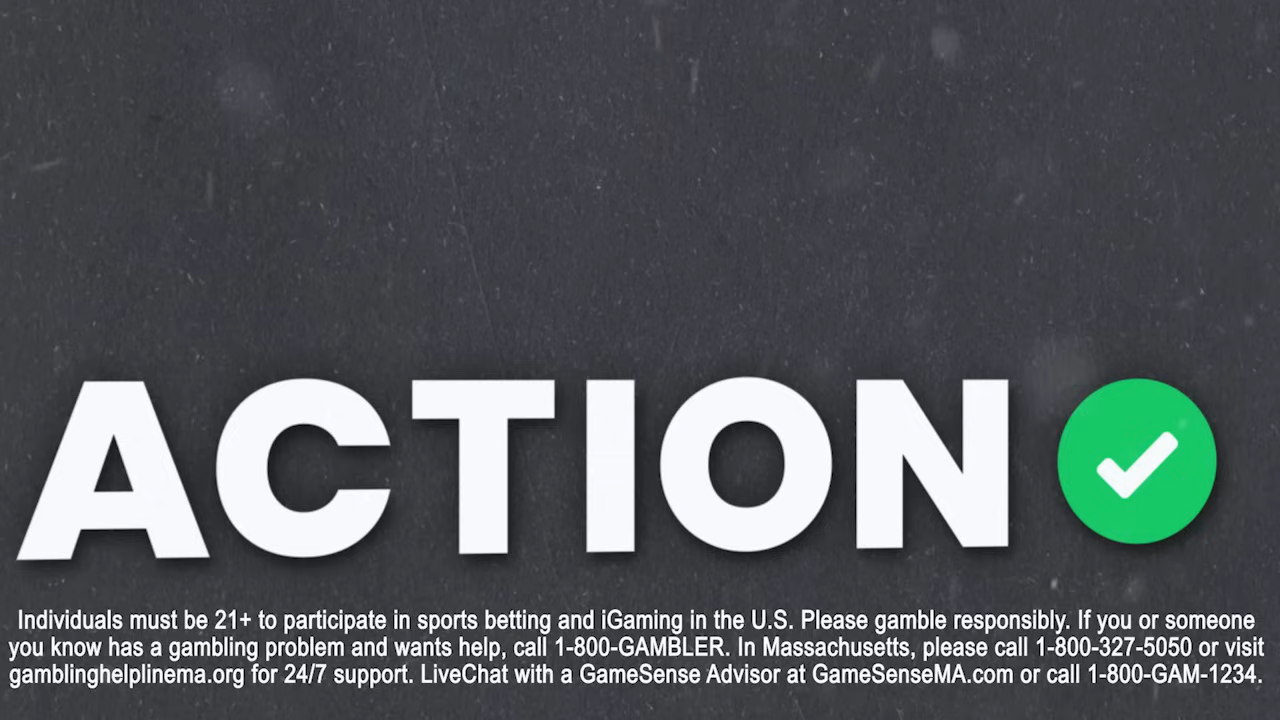 ACTION
Individuals must be 21+ to participate in sports betting and iGaming in the U.S. Please gamble responsibly. If you or someone
you know has a gambling problem and wants help, call 1-800-GAMBLER. In Massachusetts, please call 1-800-327-5050 or visit
gamblinghelplinema.org for 24/7 support. LiveChat with a GameSense Advisor at GameSenseMA.com or call 1-800-GAM-1234.